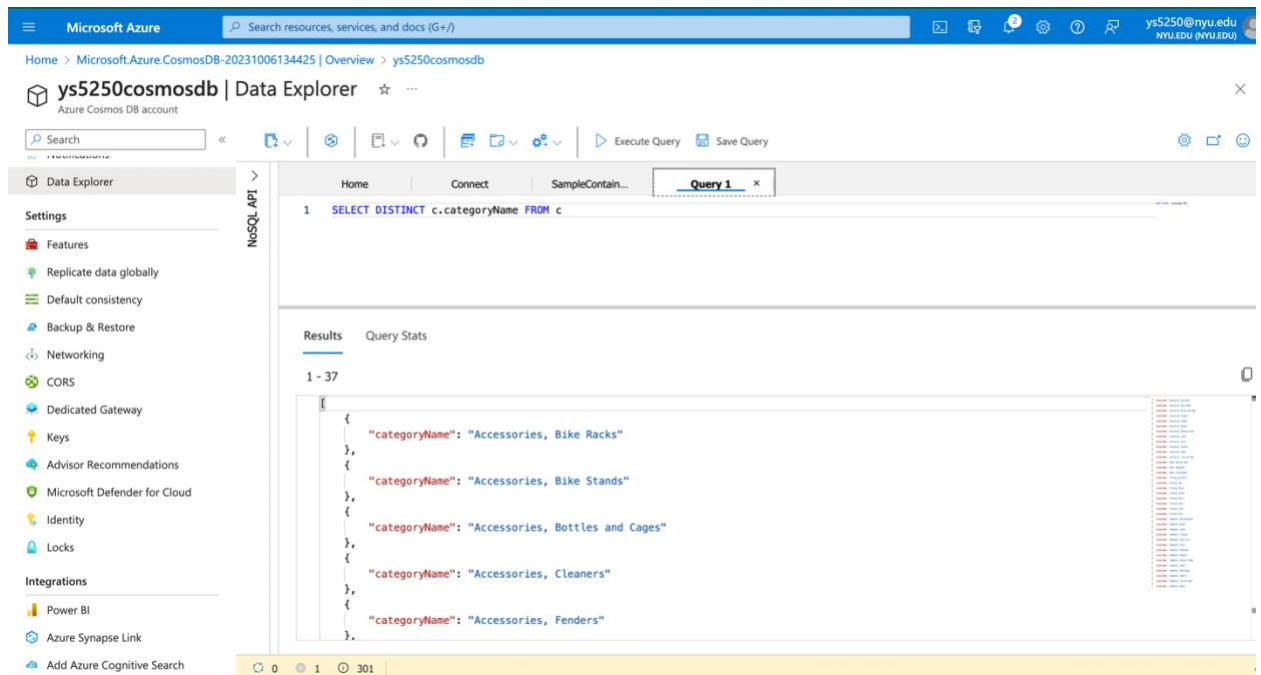 Microsoft Azure
Search resources, services, and docs (G+/)
2
ys5250@nyu.edu
NYU.EDU (NYU.EDU)
Home > Microsoft.Azure.CosmosDB-20231006134425 | Overview > ys5250cosmosdb
ys5250cosmosdb | Data Explorer
Azure Cosmos DB account
Search
Execute Query
Save Query
Notifications
Data Explorer
Settings
Features
Replicate data globally
Default consistency
Backup & Restore
Networking
CORS
Dedicated Gateway
Keys
Advisor Recommendations
Microsoft Defender for Cloud
Identity
Locks
Integrations
Power BI
Azure Synapse Link
Add Azure Cognitive Search
NoSQL API
Home
Connect
SampleContain...
Query 1
1 SELECT DISTINCT c.categoryName FROM c
Results
Query Stats
1 - 37
[
{
"categoryName": "Accessories, Bike Racks"
},
{
"categoryName": "Accessories, Bike Stands"
},
{
"categoryName": "Accessories, Bottles and Cages"
},
{
"categoryName": "Accessories, Cleaners"
},
{
"categoryName": "Accessories, Fenders"
},
0 1 301